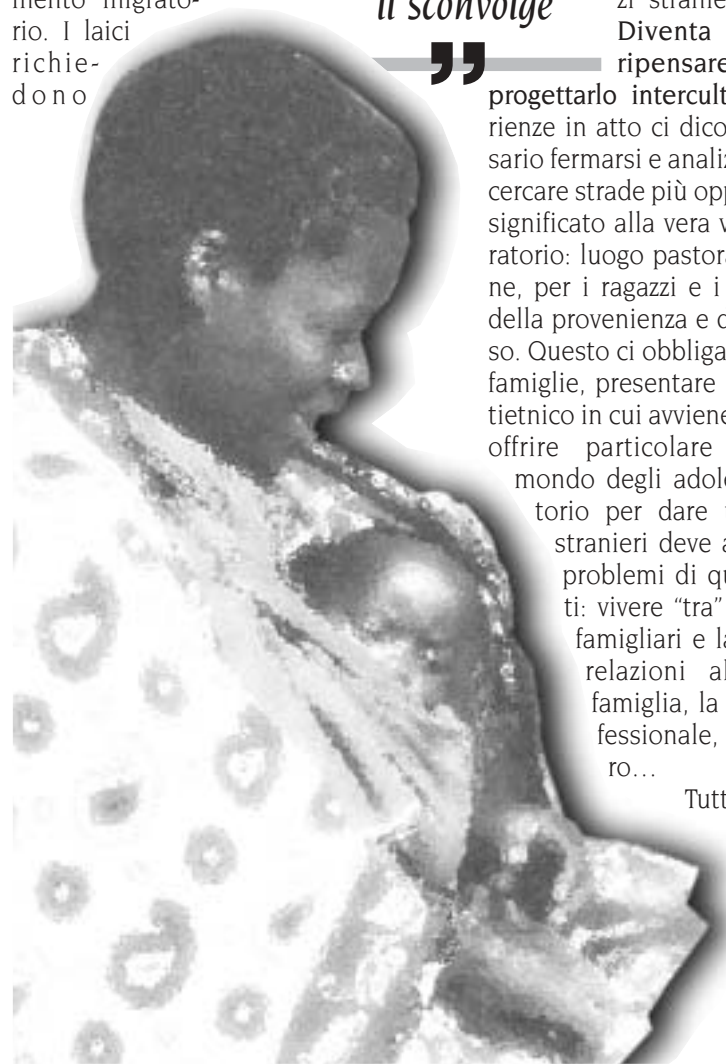 mento migrato-
rio. I laici
richie-
dono
il sconvolge
”
zi stranie
Diventa
ripensare
progettarlo intercult
rienze in atto ci dico
sario fermarsi e analiz
cercare strade più opp
significato alla vera v
ratorio: luogo pastora
ne, per i ragazzi e i
della provenienza e d
so. Questo ci obbliga
famiglie, presentare
tietnico in cui avviene
offrire particolare
mondo degli adole
torio per dare
stranieri deve a
problemi di qu
ti: vivere “tra”
famigliari e la
relazioni al
famiglia, la
fessionale,
ro…
Tutt